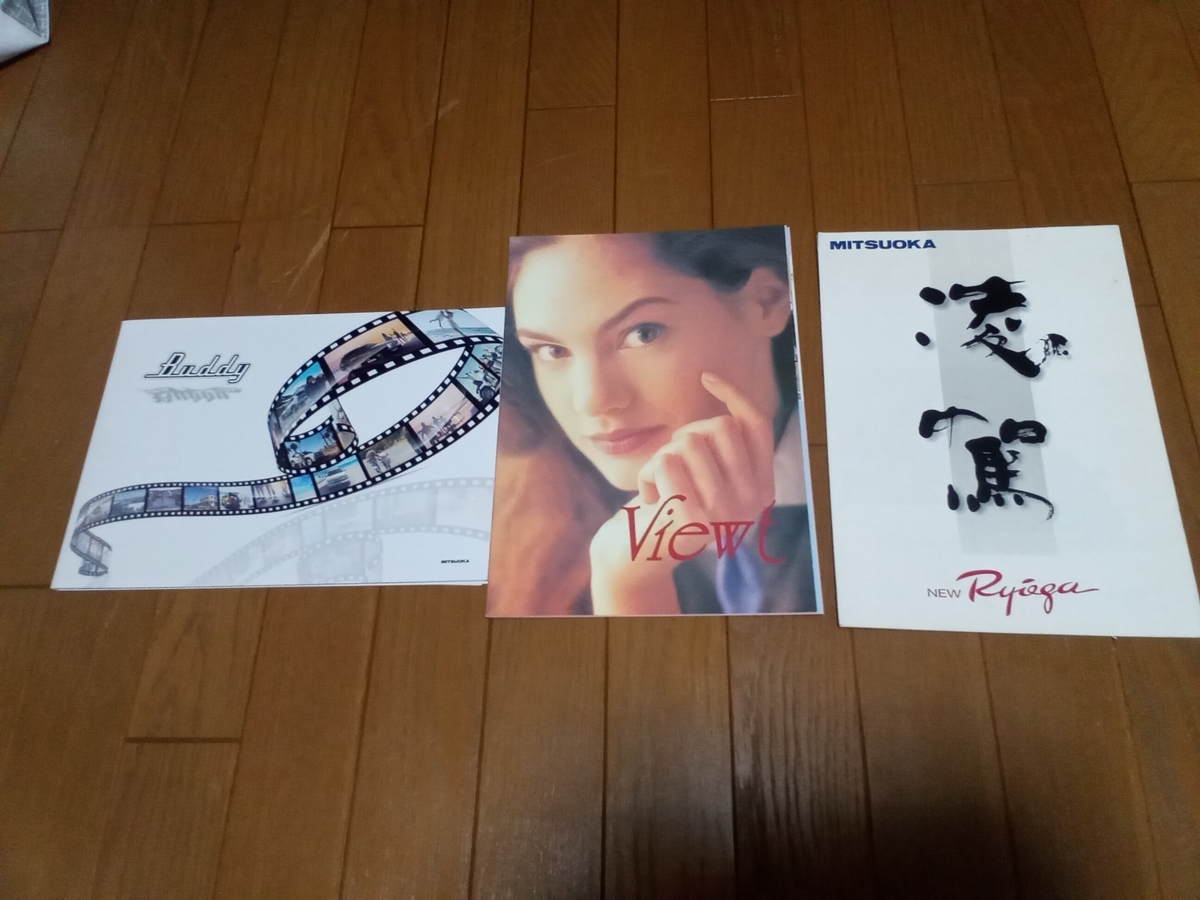 Buddy
MITSUOKA
Viewt
MITSUOKA
凌
駕
NEW Ryoga